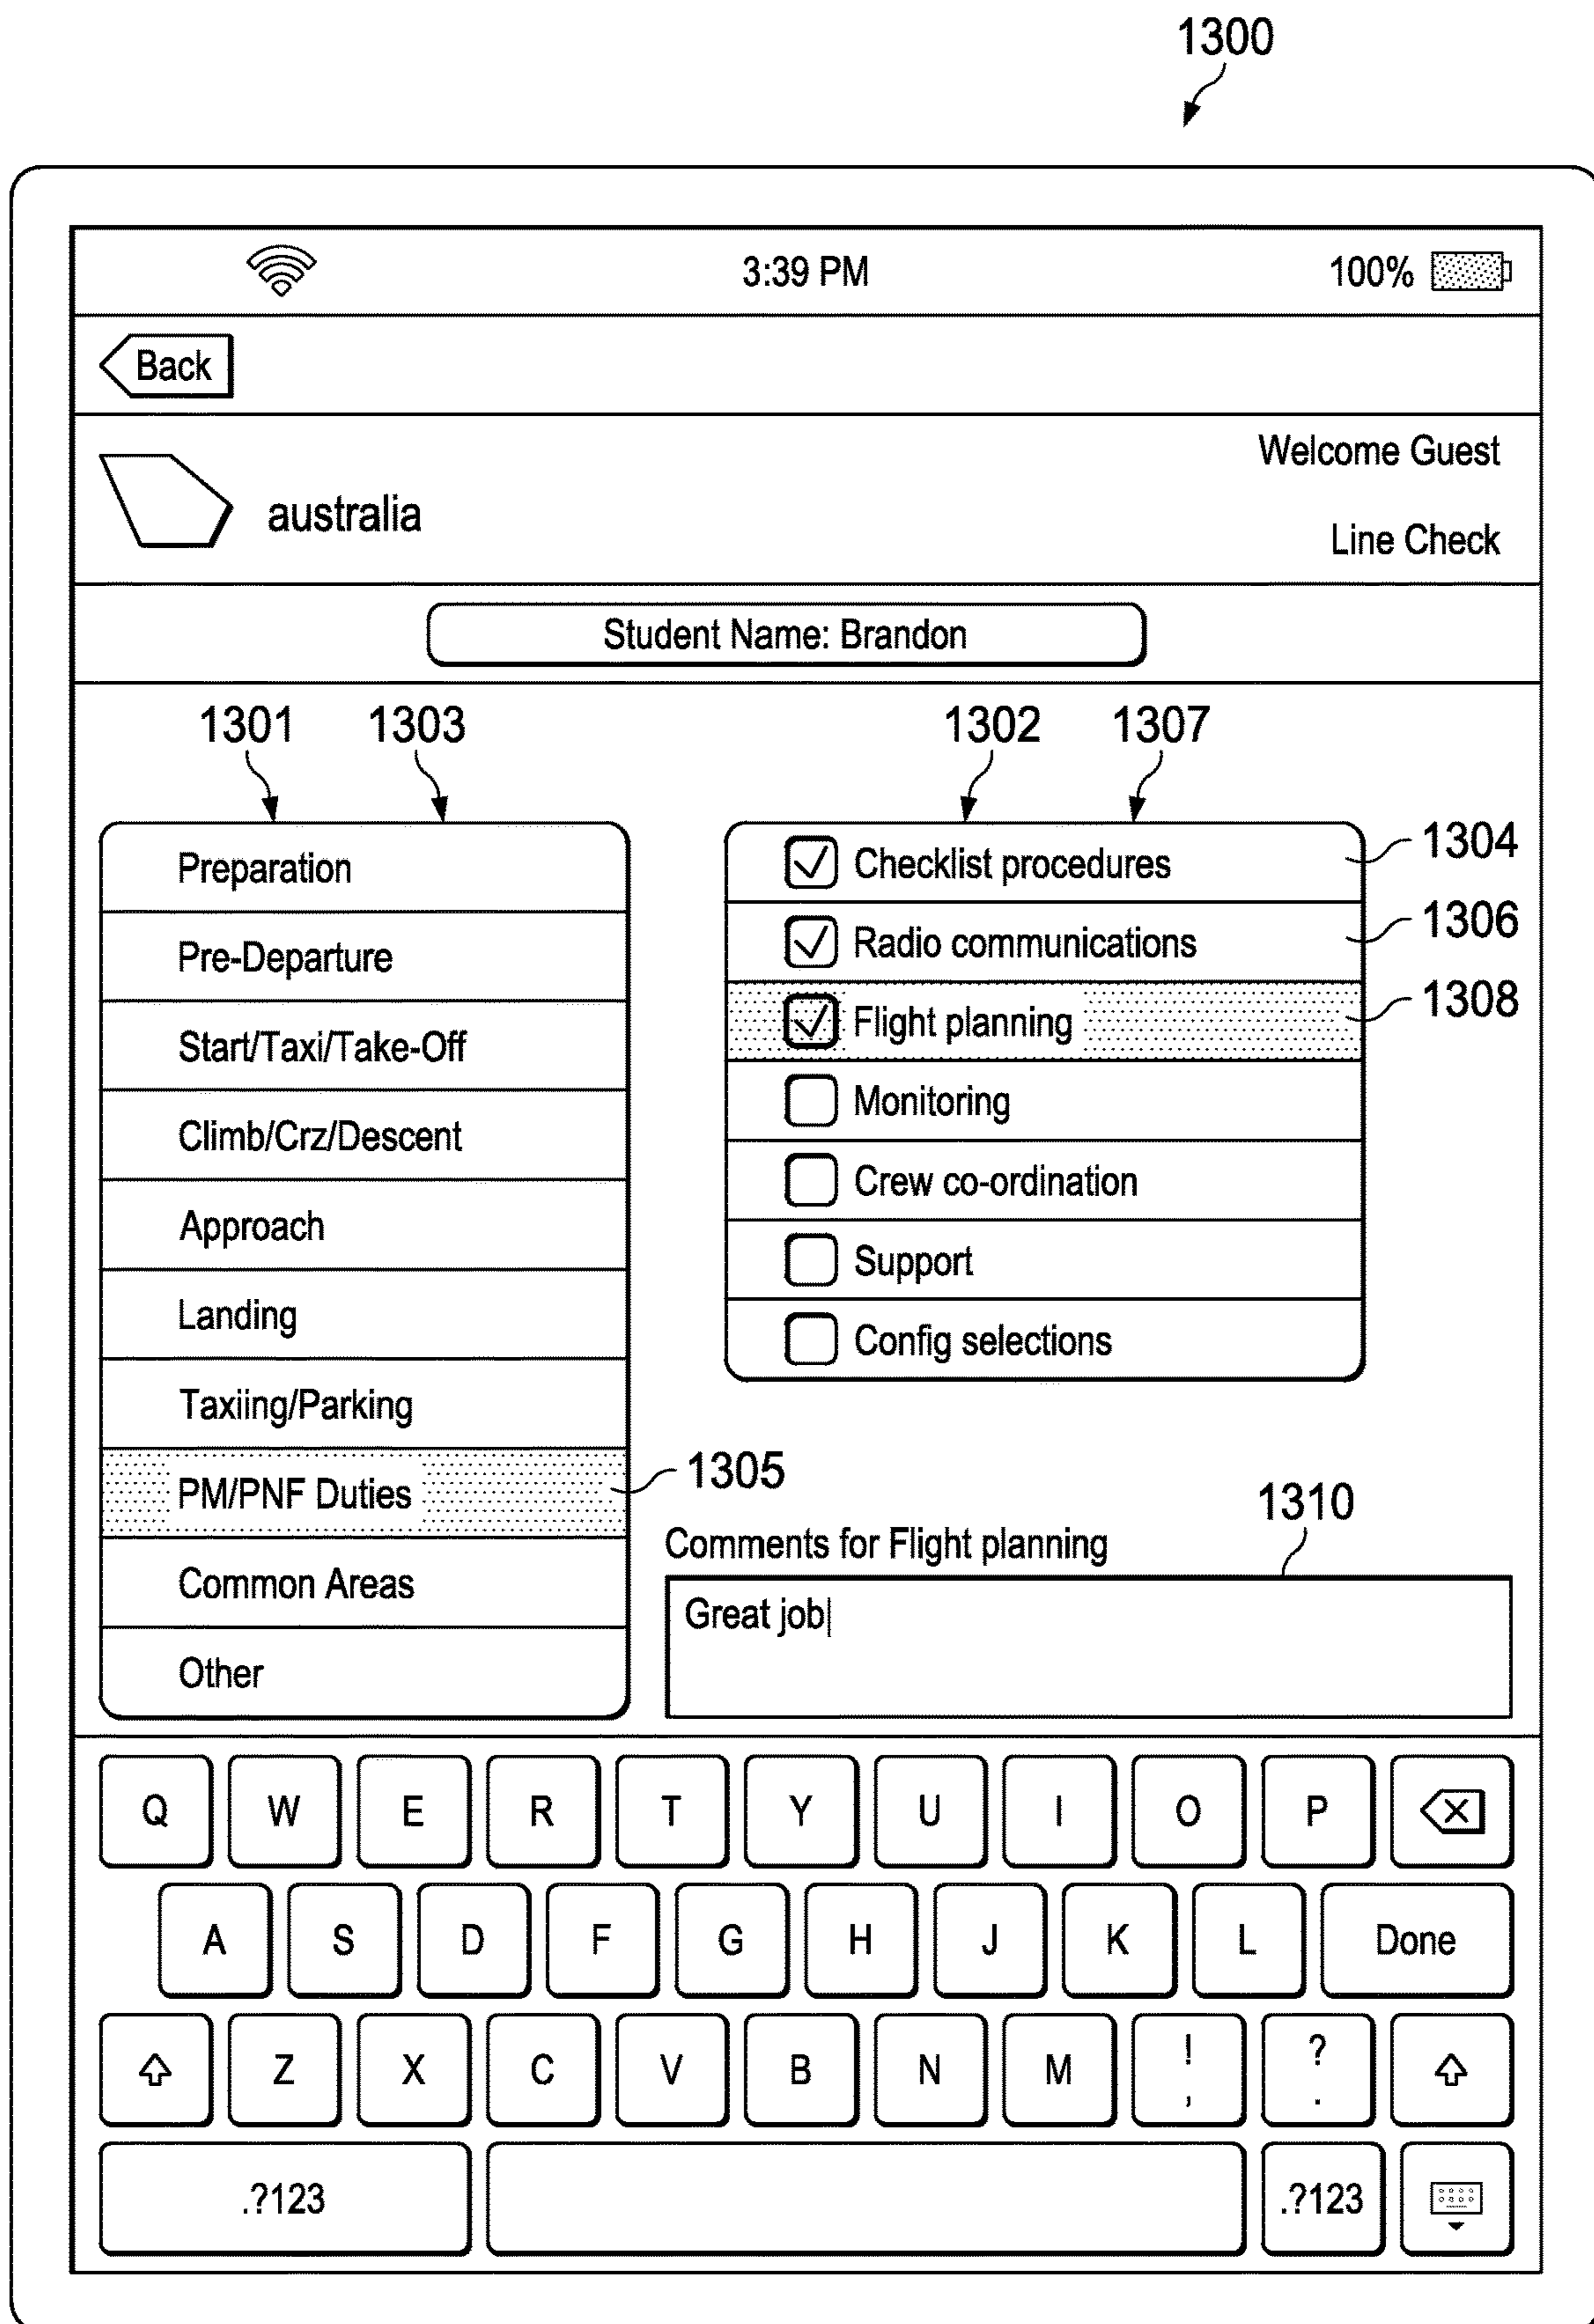 1300
3:39 PM 100%
Back
Welcome Guest
australia
Line Check
Student Name: Brandon
1301 1303 1302 1307
Preparation
Pre-Departure
Start/Taxi/Take-Off
Climb/Crz/Descent
Approach
Landing
Taxiing/Parking
PM/PNF Duties 1305
Common Areas
Other
Checklist procedures 1304
Radio communications 1306
Flight planning 1308
Monitoring
Crew co-ordination
Support
Config selections
1310
Comments for Flight planning
Great job
Q W E R T Y U I O P
A S D F G H J K L Done
Z X C V B N M ! , ? .
.?123 .?123